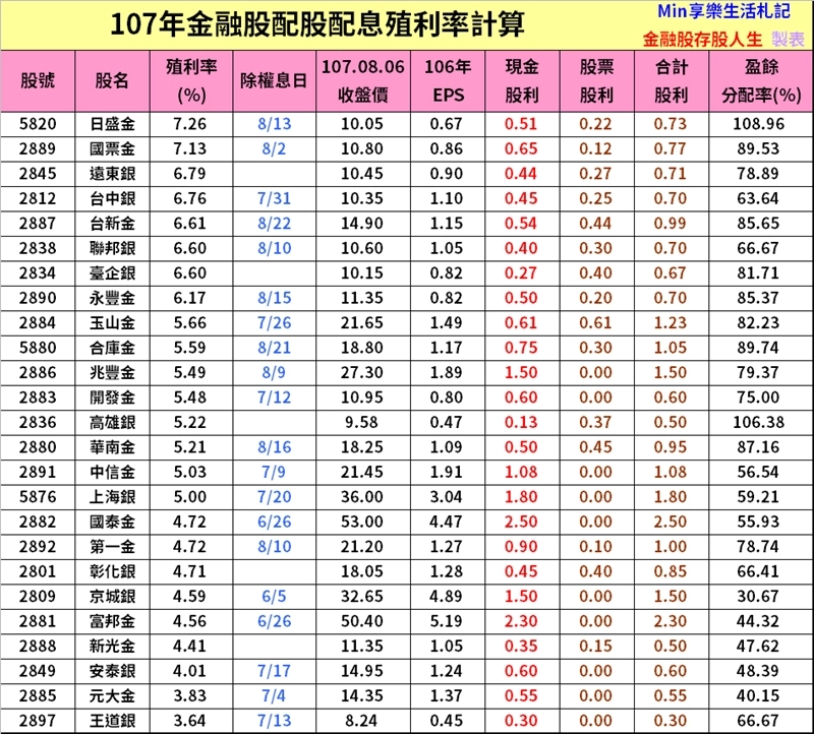 107年金融股配股配息殖利率計算
Min享樂生活札記
金融股存股人生 製表
股號 股名 殖利率(%) 除權息日 107.08.06收盤價 106年EPS 現金股利 股票股利 合計股利 盈餘分配率(%)
5820 日盛金 7.26 8/13 10.05 0.67 0.51 0.22 0.73 108.96
2889 國票金 7.13 8/2 10.80 0.86 0.65 0.12 0.77 89.53
2845 遠東銀 6.79 10.45 0.90 0.44 0.27 0.71 78.89
2812 台中銀 6.76 7/31 10.35 1.10 0.45 0.25 0.70 63.64
2887 台新金 6.61 8/22 14.90 1.15 0.54 0.44 0.99 85.65
2838 聯邦銀 6.60 8/10 10.60 1.05 0.40 0.30 0.70 66.67
2834 臺企銀 6.60 10.15 0.82 0.27 0.40 0.67 81.71
2890 永豐金 6.17 8/15 11.35 0.82 0.50 0.20 0.70 85.37
2884 玉山金 5.66 7/26 21.65 1.49 0.61 0.61 1.23 82.23
5880 合庫金 5.59 8/21 18.80 1.17 0.75 0.30 1.05 89.74
2886 兆豐金 5.49 8/9 27.30 1.89 1.50 0.00 1.50 79.37
2883 開發金 5.48 7/12 10.95 0.80 0.60 0.00 0.60 75.00
2836 高雄銀 5.22 9.58 0.47 0.13 0.37 0.50 106.38
2880 華南金 5.21 8/16 18.25 1.09 0.50 0.45 0.95 87.16
2891 中信金 5.03 7/9 21.45 1.91 1.08 0.00 1.08 56.54
5876 上海銀 5.00 7/20 36.00 3.04 1.80 0.00 1.80 59.21
2882 國泰金 4.72 6/26 53.00 4.47 2.50 0.00 2.50 55.93
2892 第一金 4.72 8/10 21.20 1.27 0.90 0.10 1.00 78.74
2801 彰化銀 4.71 18.05 1.28 0.45 0.40 0.85 66.41
2809 京城銀 4.59 6/5 32.65 4.89 1.50 0.00 1.50 30.67
2881 富邦金 4.56 6/26 50.40 5.19 2.30 0.00 2.30 44.32
2888 新光金 4.41 11.35 1.05 0.35 0.15 0.50 47.62
2849 安泰銀 4.01 7/17 14.95 1.24 0.60 0.00 0.60 48.39
2885 元大金 3.83 7/4 14.35 1.37 0.55 0.00 0.55 40.15
2897 王道銀 3.64 7/13 8.24 0.45 0.30 0.00 0.30 66.67